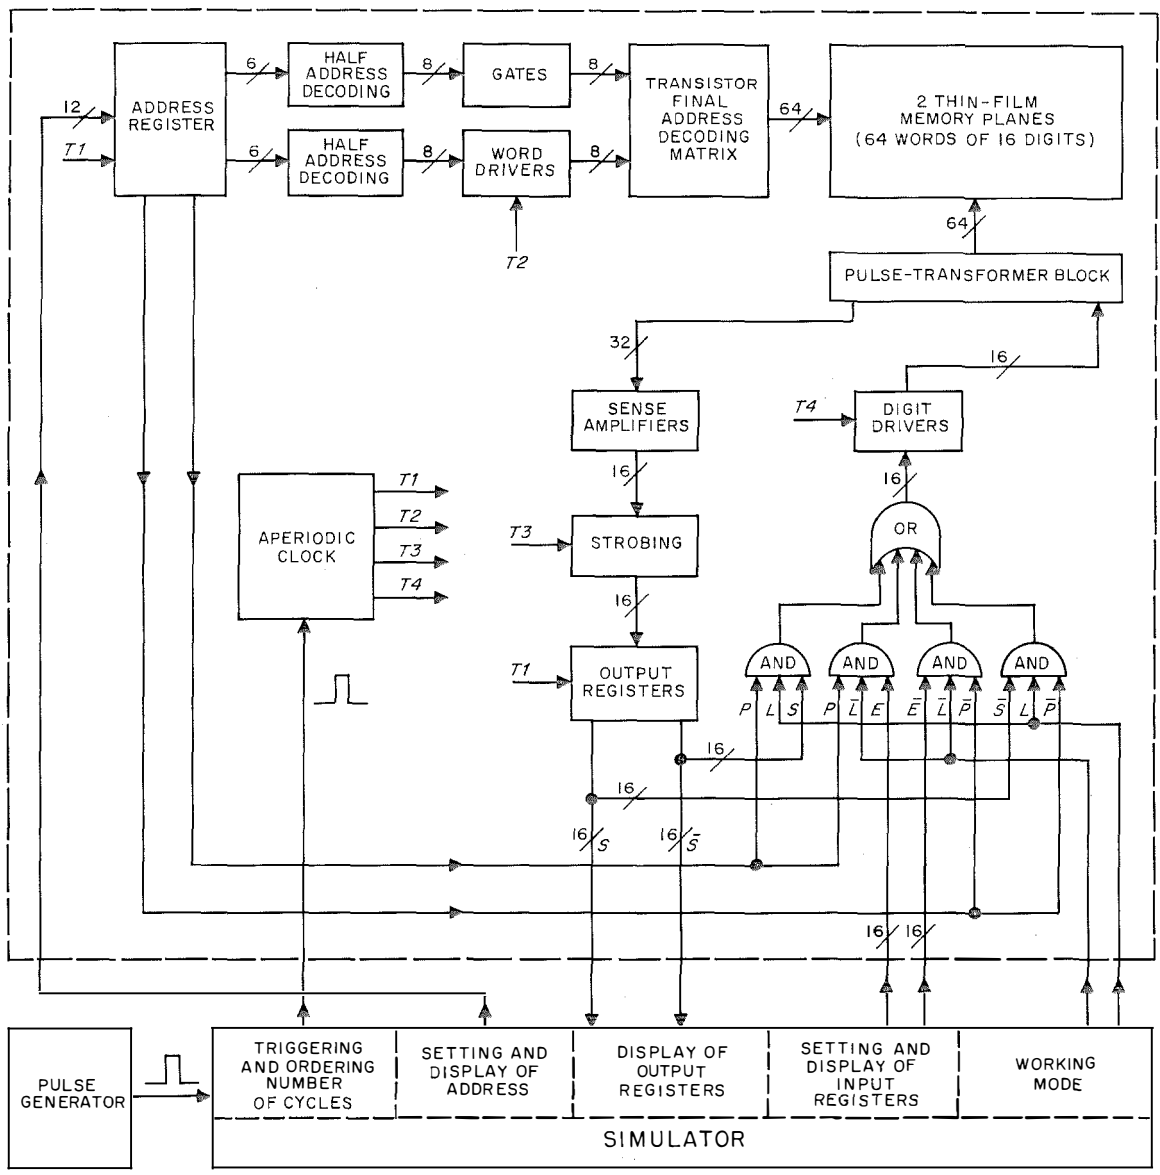 ADDRESS
REGISTER
12
T1
6
6
HALF
ADDRESS
DECODING
HALF
ADDRESS
DECODING
8
8
GATES
WORD
DRIVERS
T2
8
8
TRANSISTOR
FINAL
ADDRESS
DECODING
MATRIX
64
2 THIN-FILM
MEMORY PLANES
(64 WORDS OF 16 DIGITS)
64
PULSE-TRANSFORMER BLOCK
32
16
SENSE
AMPLIFIERS
T4
DIGIT
DRIVERS
16
16
APERIODIC
CLOCK
T1
T2
T3
T4
T3
STROBING
OR
16
T1
OUTPUT
REGISTERS
AND
AND
AND
AND
P L S P L̅ E E̅ L̅ P̅ S̅ L P̅
16
16
16 S
16 S̅
16
16
PULSE
GENERATOR
TRIGGERING
AND ORDERING
NUMBER
OF CYCLES
SETTING AND
DISPLAY OF
ADDRESS
DISPLAY OF
OUTPUT
REGISTERS
SETTING AND
DISPLAY OF
INPUT
REGISTERS
WORKING
MODE
SIMULATOR